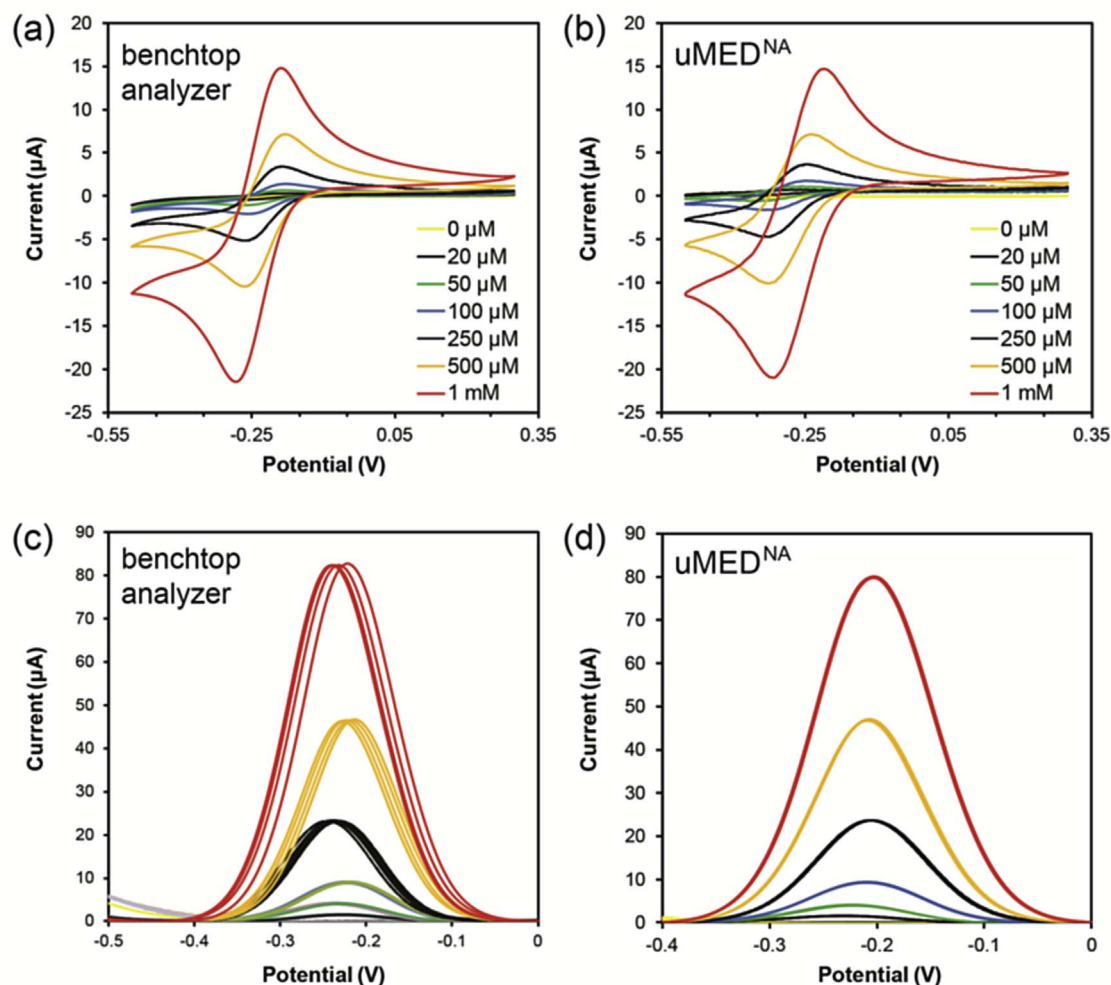 (a)
benchtop
analyzer
Current (µA)
20
15
10
5
0
-5
-10
-15
-20
-25
0 µM
20 µM
50 µM
100 µM
250 µM
500 µM
1 mM
-0.55
-0.25
0.05
0.35
Potential (V)
(b)
uMEDᴺᴬ
Current (µA)
20
15
10
5
0
-5
-10
-15
-20
-25
0 µM
20 µM
50 µM
100 µM
250 µM
500 µM
1 mM
-0.55
-0.25
0.05
0.35
Potential (V)
(c)
benchtop
analyzer
Current (µA)
90
80
70
60
50
40
30
20
10
0
-0.5
-0.4
-0.3
-0.2
-0.1
0
Potential (V)
(d)
uMEDᴺᴬ
Current (µA)
90
80
70
60
50
40
30
20
10
0
-0.4
-0.3
-0.2
-0.1
0
Potential (V)